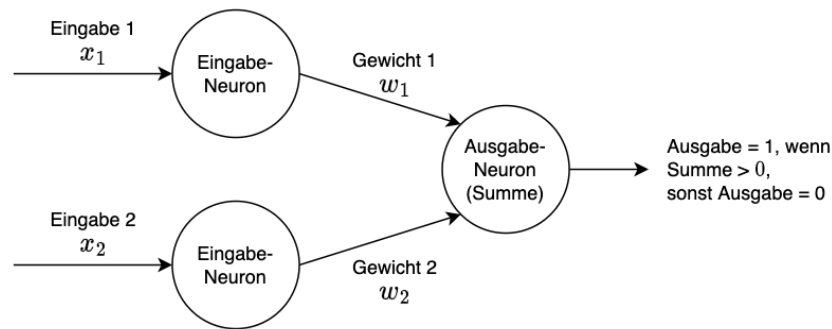 Eingabe 1
x₁
Eingabe-
Neuron
Gewicht 1
w₁
Ausgabe-
Neuron
(Summe)
Ausgabe = 1, wenn
Summe > 0,
sonst Ausgabe = 0
Eingabe 2
x₂
Eingabe-
Neuron
Gewicht 2
w₂